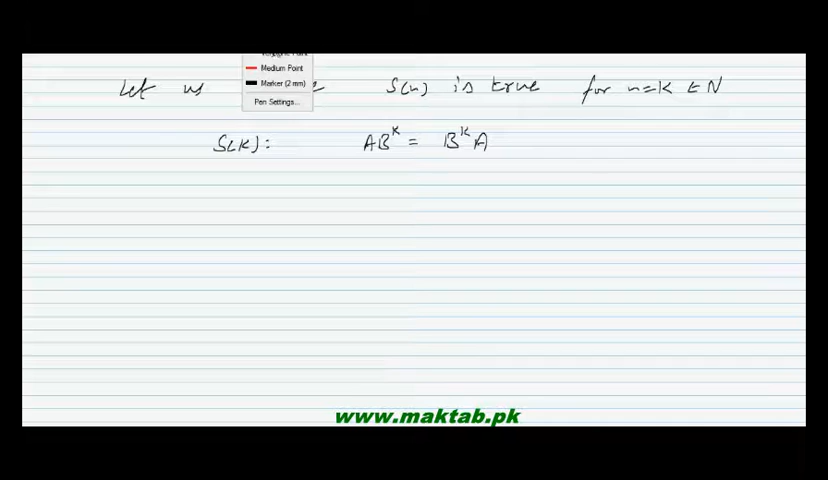 Let us S(n) is true for n=k ∈ N
Medium Point
Marker (2 mm)
Pen Settings...
S(k): AB^k = B^k A
www.maktab.pk